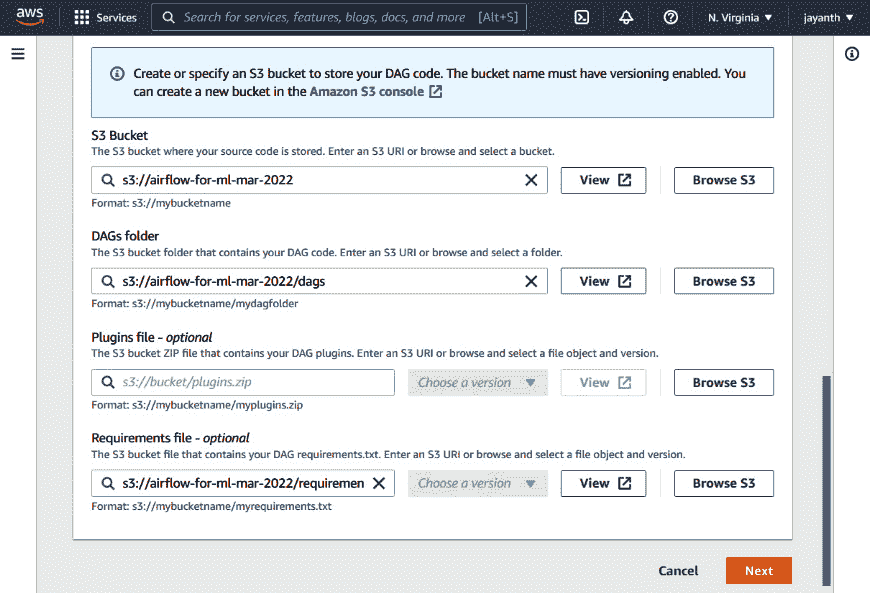 aws
Services
Search for services, features, blogs, docs, and more [Alt+S]
N. Virginia ▼
jayanth ▼
Create or specify an S3 bucket to store your DAG code. The bucket name must have versioning enabled. You
can create a new bucket in the Amazon S3 console
S3 Bucket
The S3 bucket where your source code is stored. Enter an S3 URI or browse and select a bucket.
s3://airflow-for-ml-mar-2022
View
Browse S3
Format: s3://mybucketname
DAGs folder
The S3 bucket folder that contains your DAG code. Enter an S3 URI or browse and select a folder.
s3://airflow-for-ml-mar-2022/dags
View
Browse S3
Format: s3://mybucketname/mydagfolder
Plugins file - optional
The S3 bucket ZIP file that contains your DAG plugins. Enter an S3 URI or browse and select a file object and version.
s3://bucket/plugins.zip
Choose a version ▼
View
Browse S3
Format: s3://mybucketname/myplugins.zip
Requirements file - optional
The S3 bucket file that contains your DAG requirements.txt. Enter an S3 URI or browse and select a file object and version.
s3://airflow-for-ml-mar-2022/requiremen
Choose a version ▼
View
Browse S3
Format: s3://mybucketname/myrequirements.txt
Cancel
Next